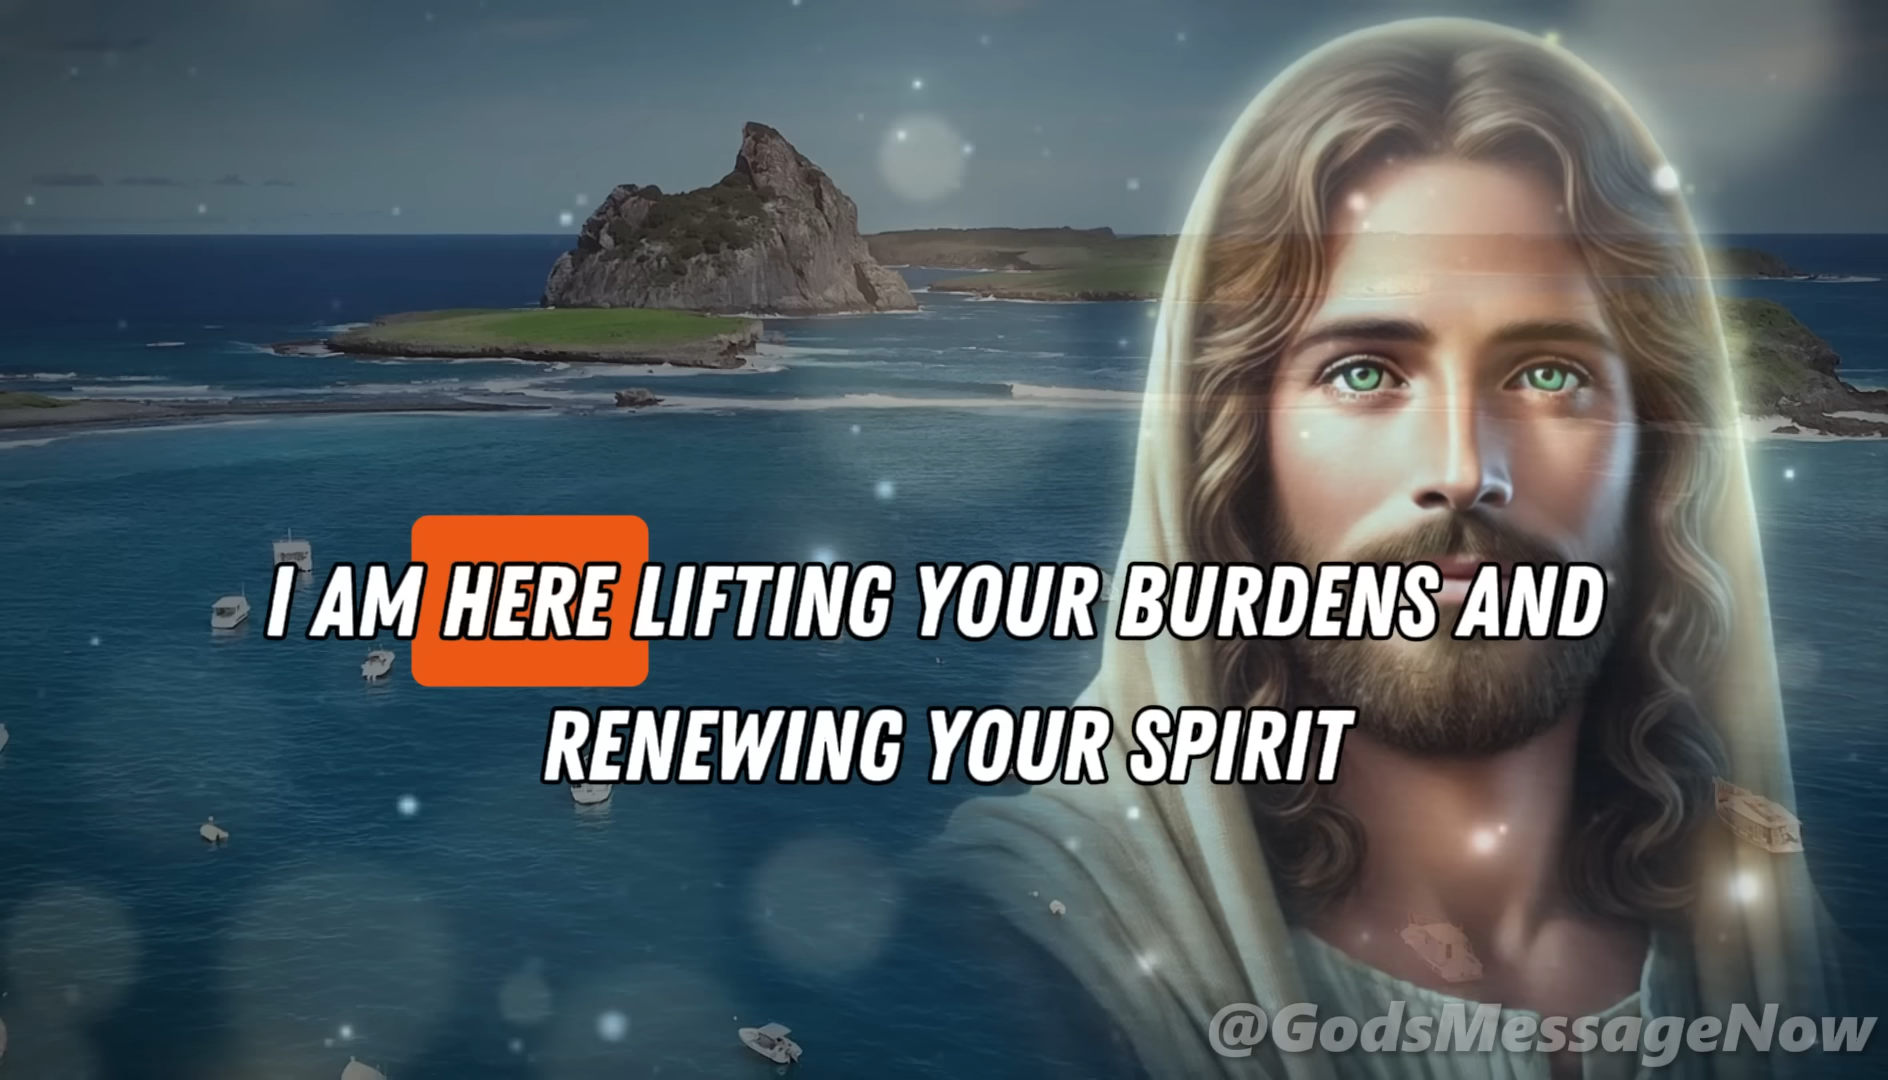 I AM HERE LIFTING YOUR BURDENS AND
RENEWING YOUR SPIRIT
@GodsMessageNow